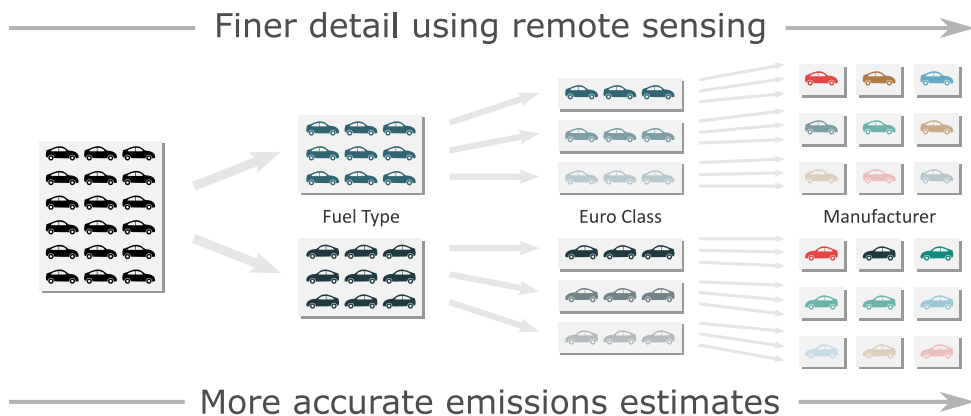 Finer detail using remote sensing
Fuel Type
Euro Class
Manufacturer
More accurate emissions estimates